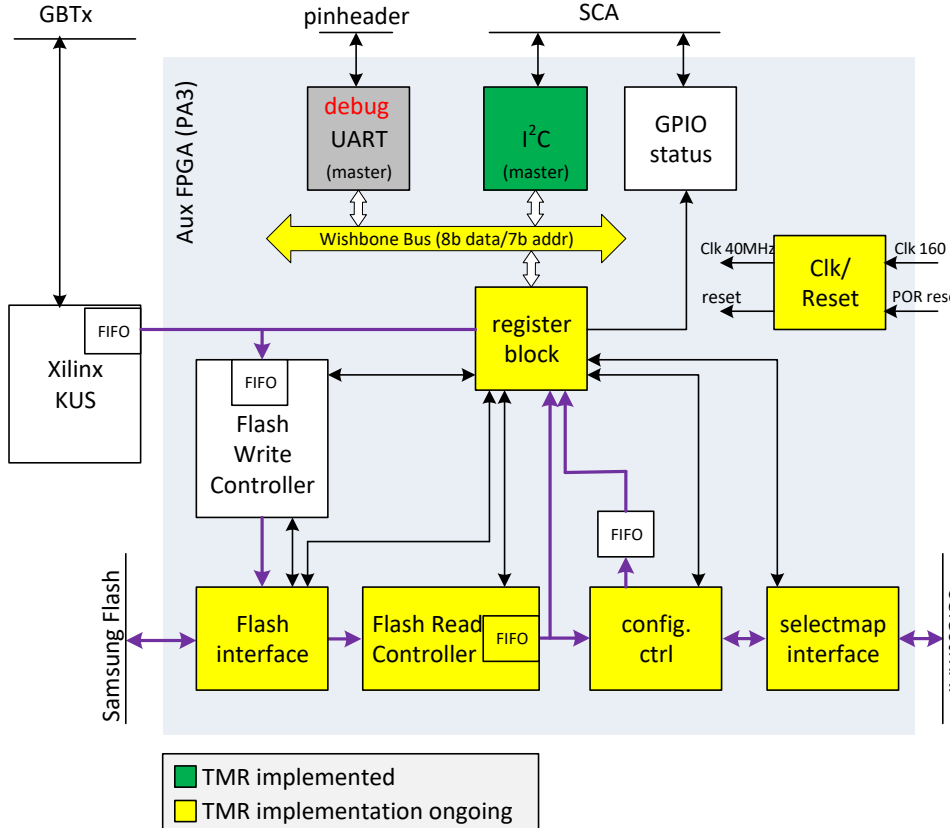 GBTx
pinheader
SCA
Aux FPGA (PA3)
debug
UART
(master)
I²C
(master)
GPIO
status
Wishbone Bus (8b data/7b addr)
Clk 40MHz
Clk 160
Clk/
Reset
reset
POR rese
FIFO
Xilinx
KUS
register
block
FIFO
Flash
Write
Controller
FIFO
Samsung Flash
Flash
interface
Flash Read
Controller
FIFO
config.
ctrl
selectmap
interface
TMR implemented
TMR implementation ongoing